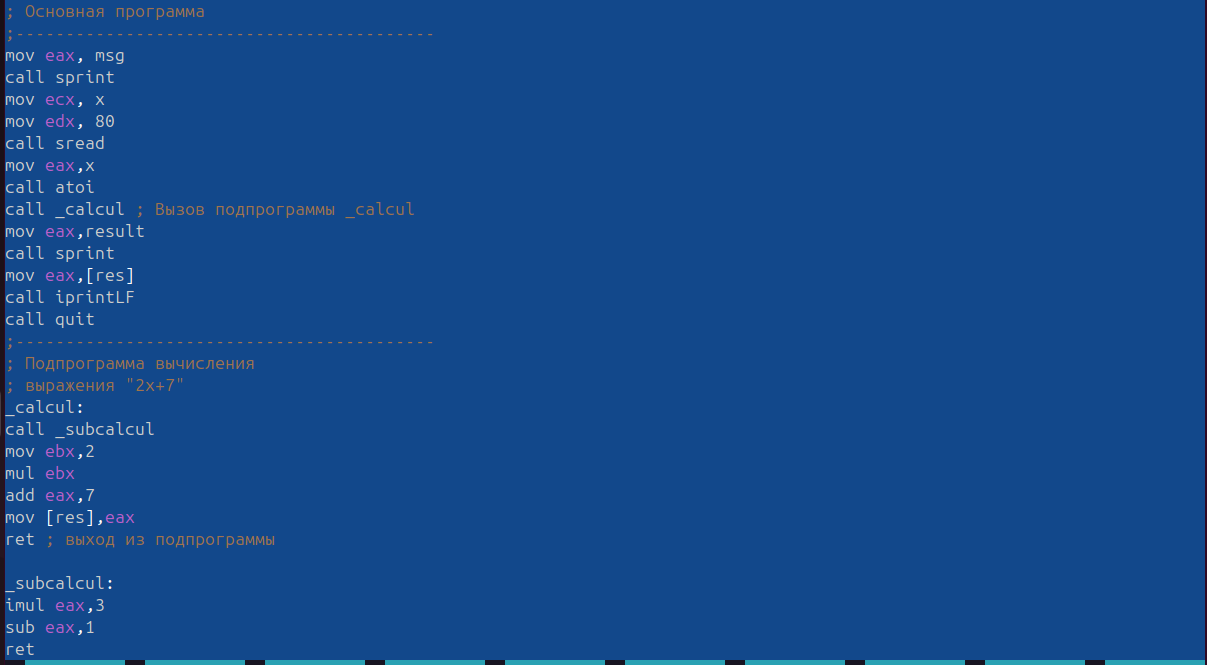 ; Основная программа
;------------------------------------------
mov eax, msg
call sprint
mov ecx, x
mov edx, 80
call sread
mov eax,x
call atoi
call _calcul ; Вызов подпрограммы _calcul
mov eax,result
call sprint
mov eax,[res]
call iprintLF
call quit
;------------------------------------------
; Подпрограмма вычисления
; выражения "2x+7"
_calcul:
call _subcalcul
mov ebx,2
mul ebx
add eax,7
mov [res],eax
ret ; выход из подпрограммы

_subcalcul:
imul eax,3
sub eax,1
ret